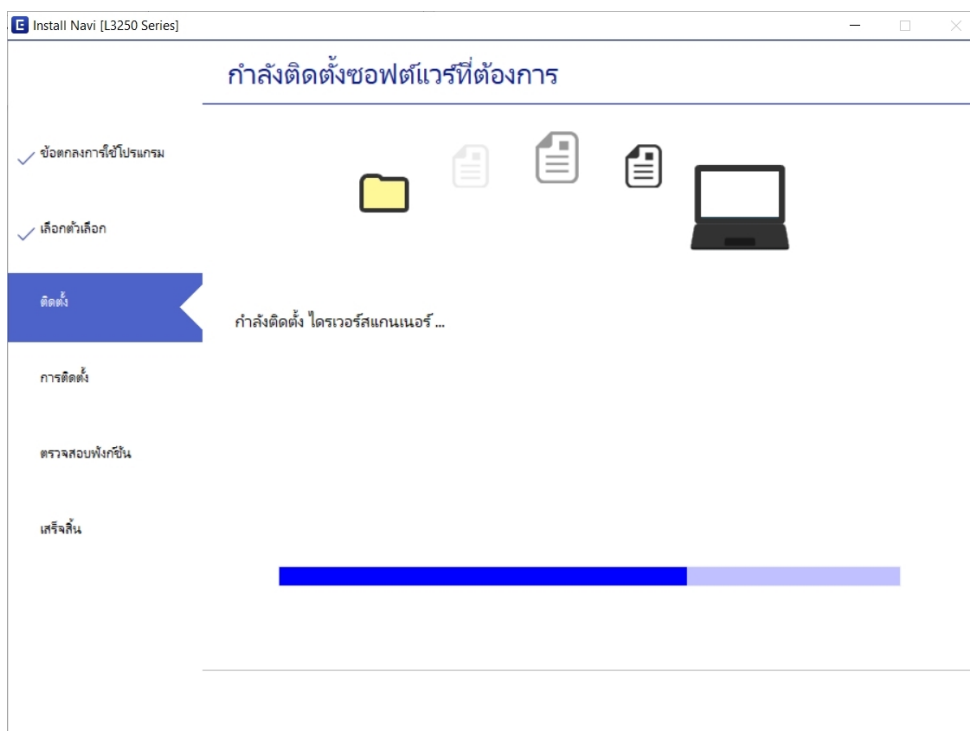 Install Navi [L3250 Series]
กำลังติดตั้งซอฟต์แวร์ที่ต้องการ
ข้อตกลงการใช้โปรแกรม
เลือกตัวเลือก
ติดตั้ง
กำลังติดตั้ง ไดรเวอร์สแกนเนอร์ ...
การติดตั้ง
ตรวจสอบฟังก์ชัน
เสร็จสิ้น